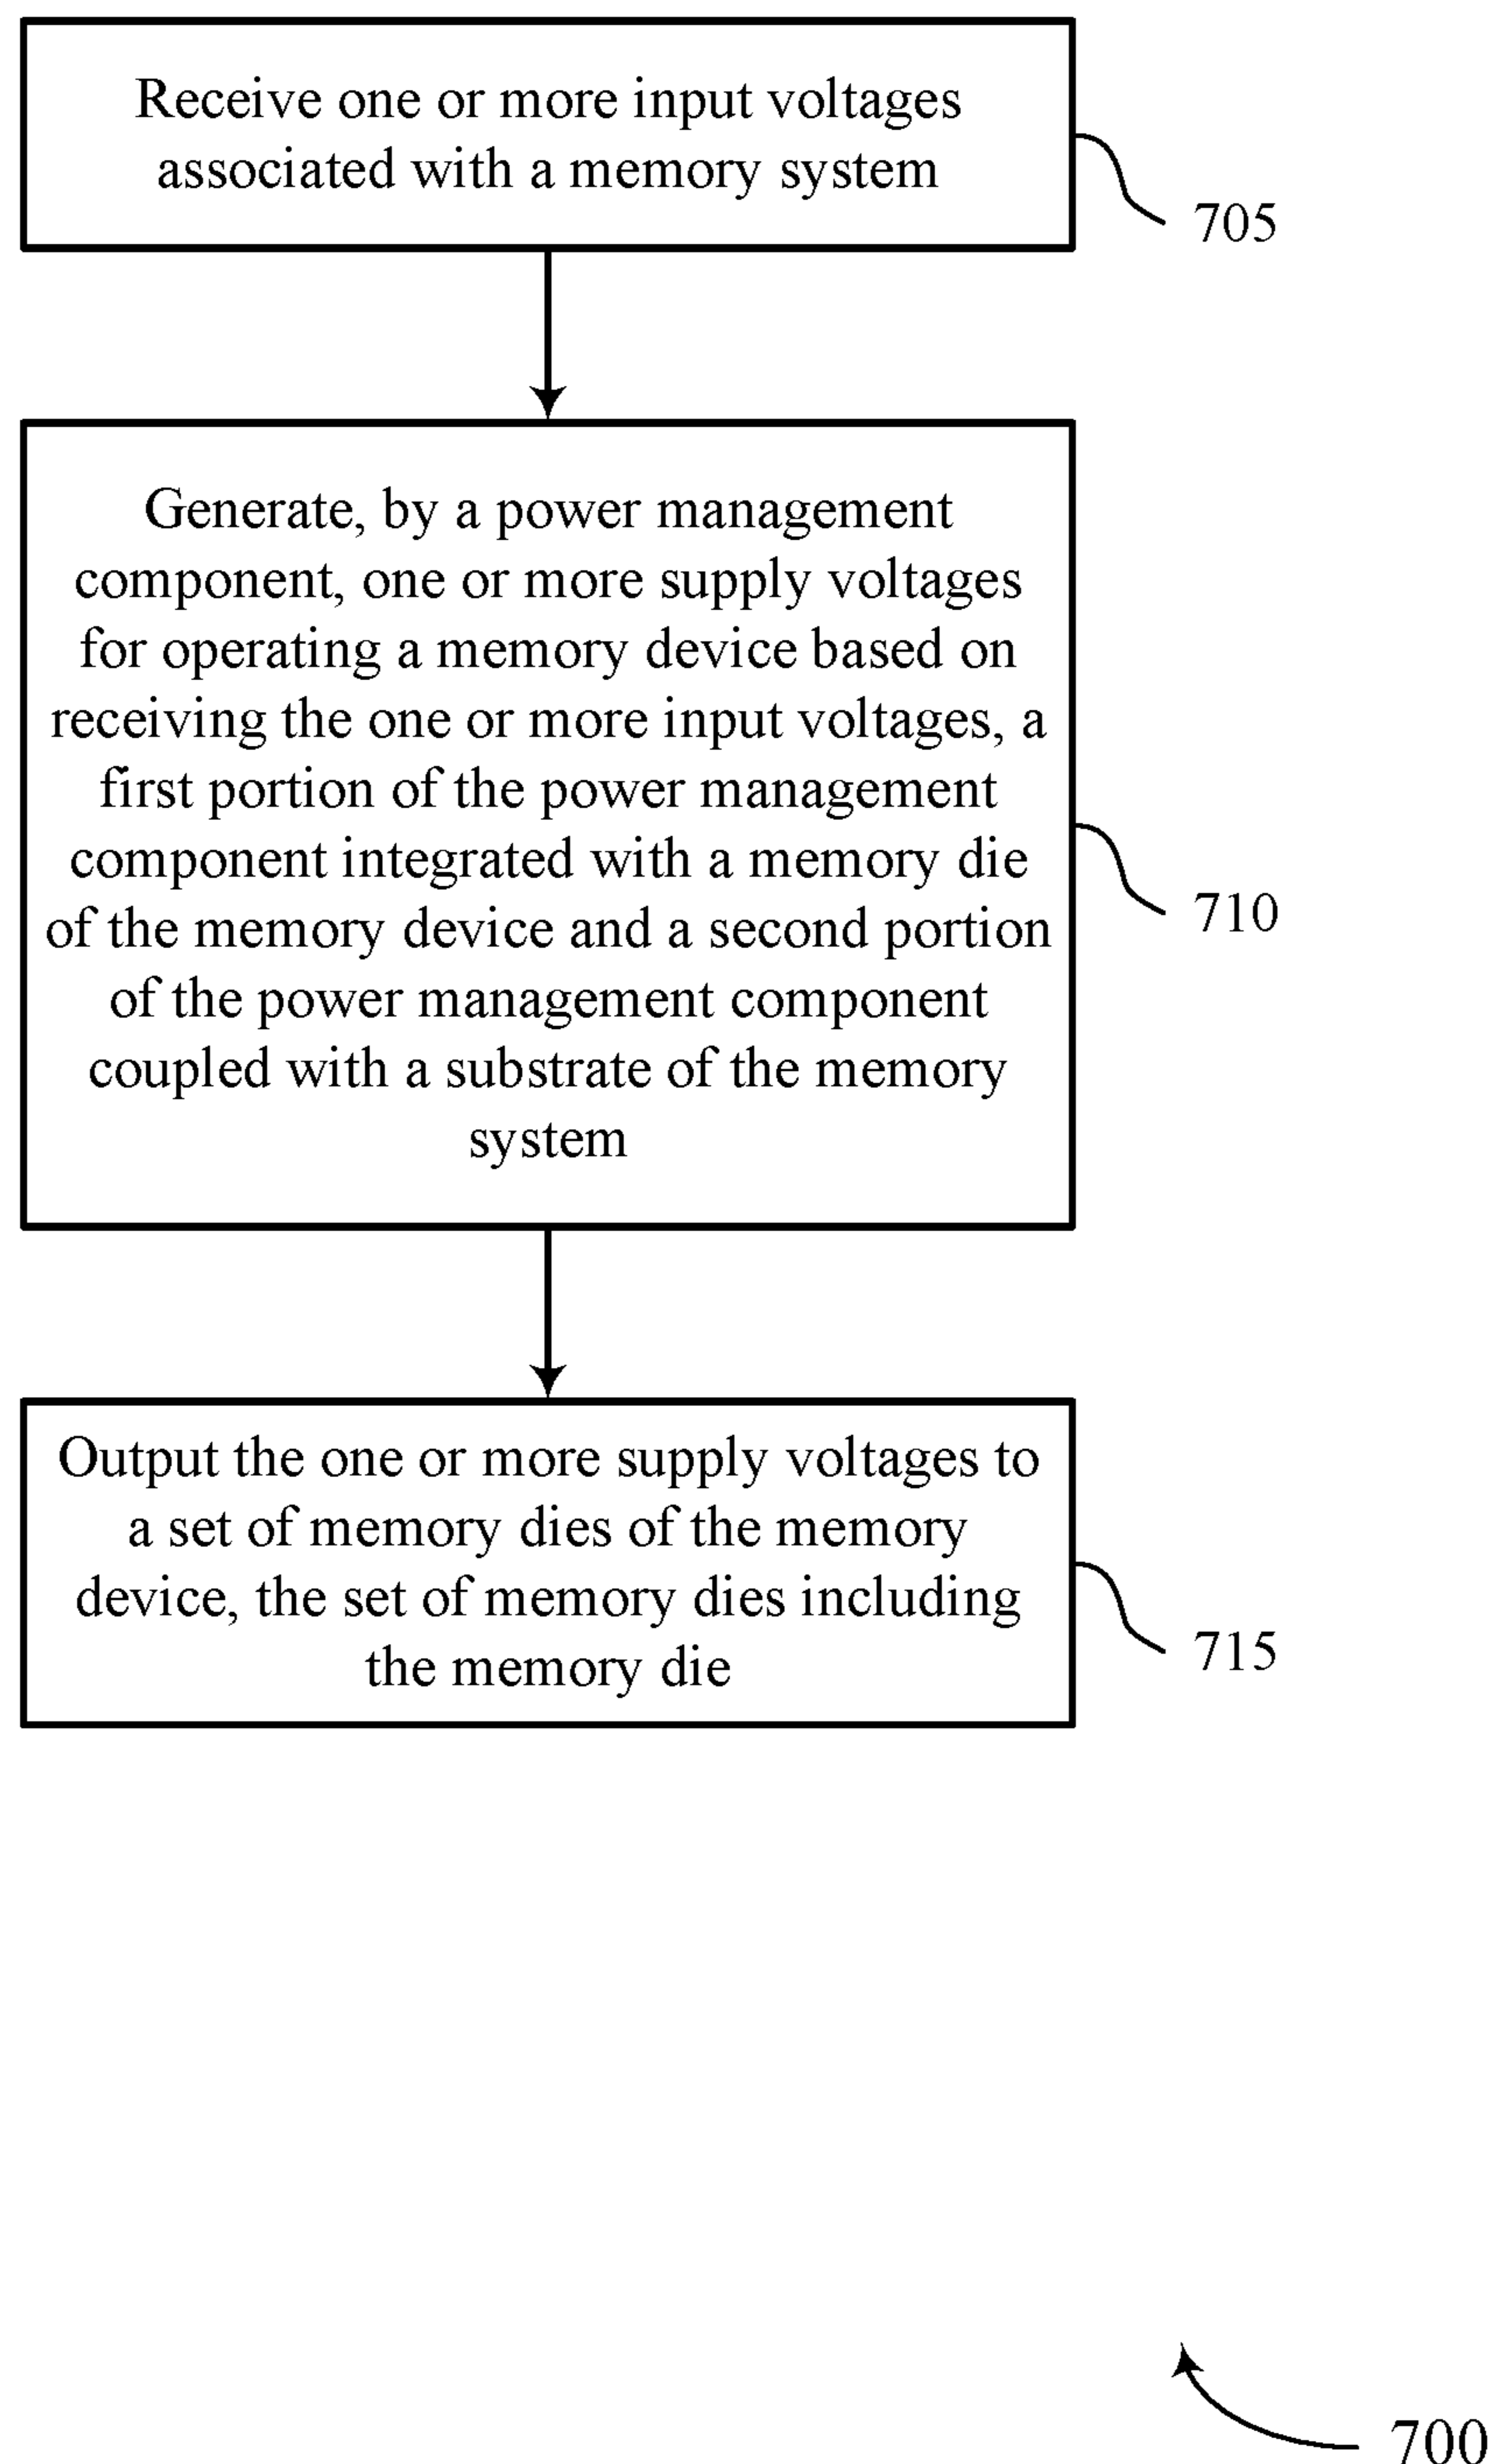 Receive one or more input voltages
associated with a memory system
705
Generate, by a power management
component, one or more supply voltages
for operating a memory device based on
receiving the one or more input voltages, a
first portion of the power management
component integrated with a memory die
of the memory device and a second portion
of the power management component
coupled with a substrate of the memory
system
710
Output the one or more supply voltages to
a set of memory dies of the memory
device, the set of memory dies including
the memory die
715
700